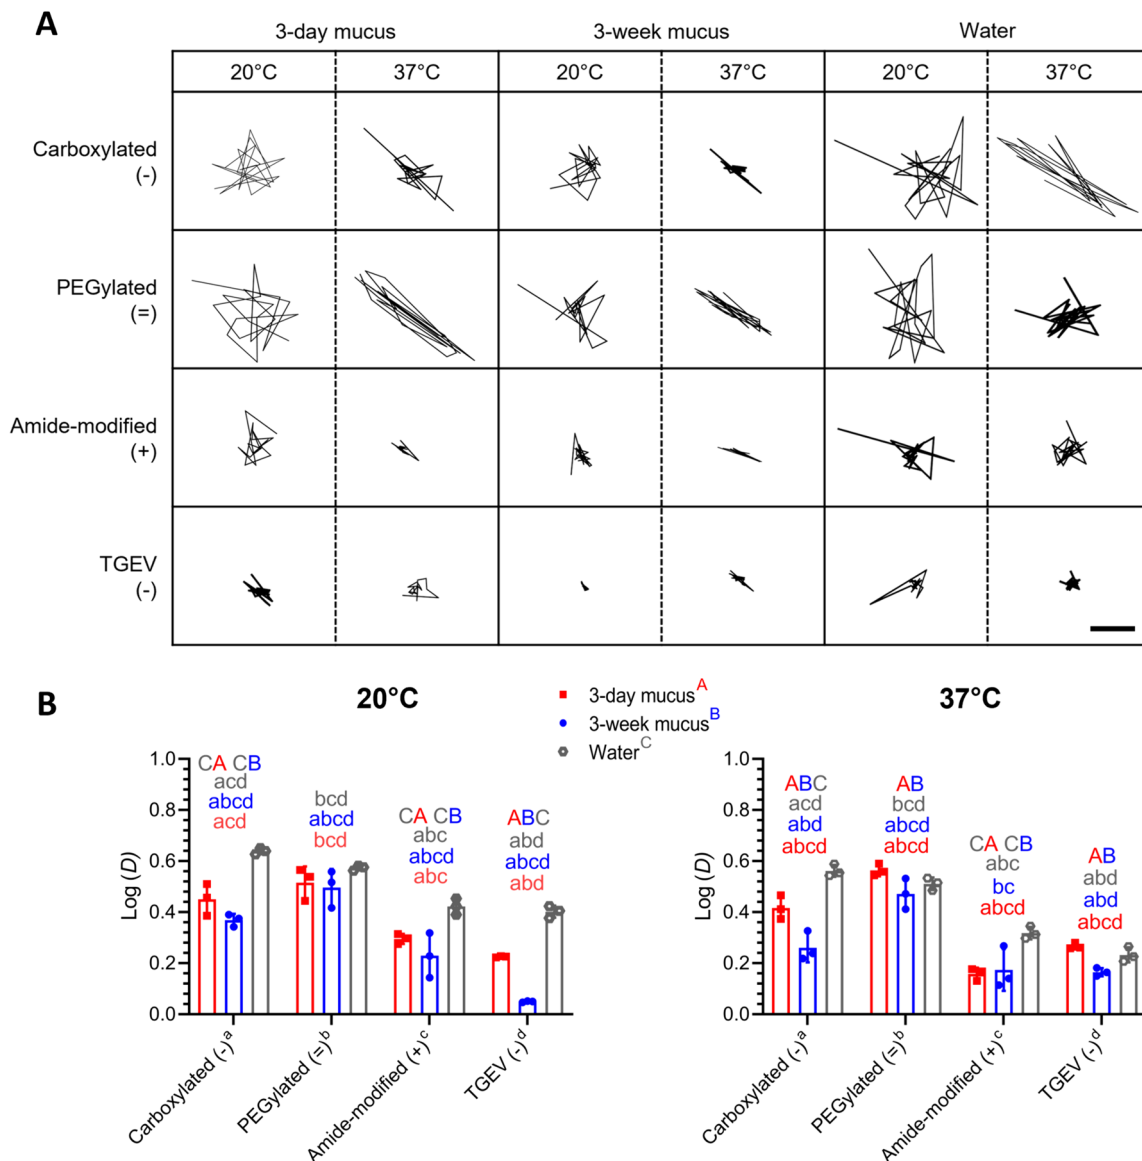 A
3-day mucus 3-week mucus Water
20°C 37°C 20°C 37°C 20°C 37°C
Carboxylated
(-)
PEGylated
(=)
Amide-modified
(+)
TGEV
(-)
B
20°C
3-day mucusA
3-week mucusB
WaterC
37°C
Log (D)
1.0
0.8
0.6
0.4
0.2
0.0
CA CB
acd
abcd
acd
bcd
abcd
bcd
CA CB
abc
abcd
abc
ABC
abd
abcd
abd
Carboxylated (-)a
PEGylated (=)b
Amide-modified (+)c
TGEV (-)d
Log (D)
1.0
0.8
0.6
0.4
0.2
0.0
ABC
acd
abd
abcd
AB
bcd
abcd
abcd
CA CB
abc
bc
abcd
AB
abd
abd
abcd
Carboxylated (-)a
PEGylated (=)b
Amide-modified (+)c
TGEV (-)d